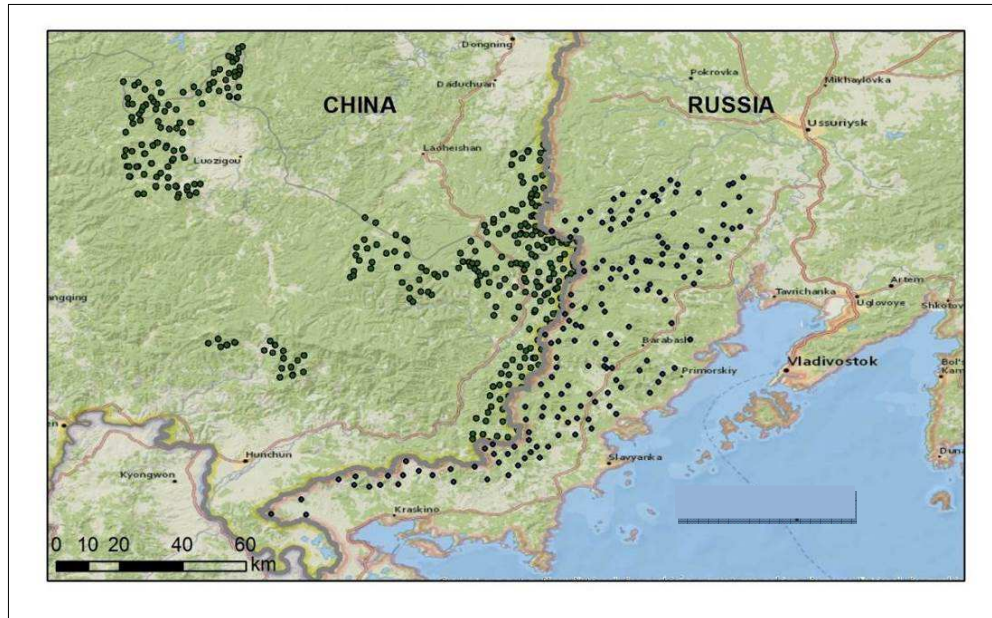 Dongning
Daduchuan
Pokrovka
Mikhaylovka
CHINA
RUSSIA
Ussuriysk
Laoheishan
Luozigou
Artem
Tavrichanka
Uglovoye
Shkotov
angqing
Barabash
Vladivostok
Primorskiy
Bol's
Kam
en
Hunchun
Slavyanka
Duna
Kyongwon
Kraskino
0 10 20 40 60
km